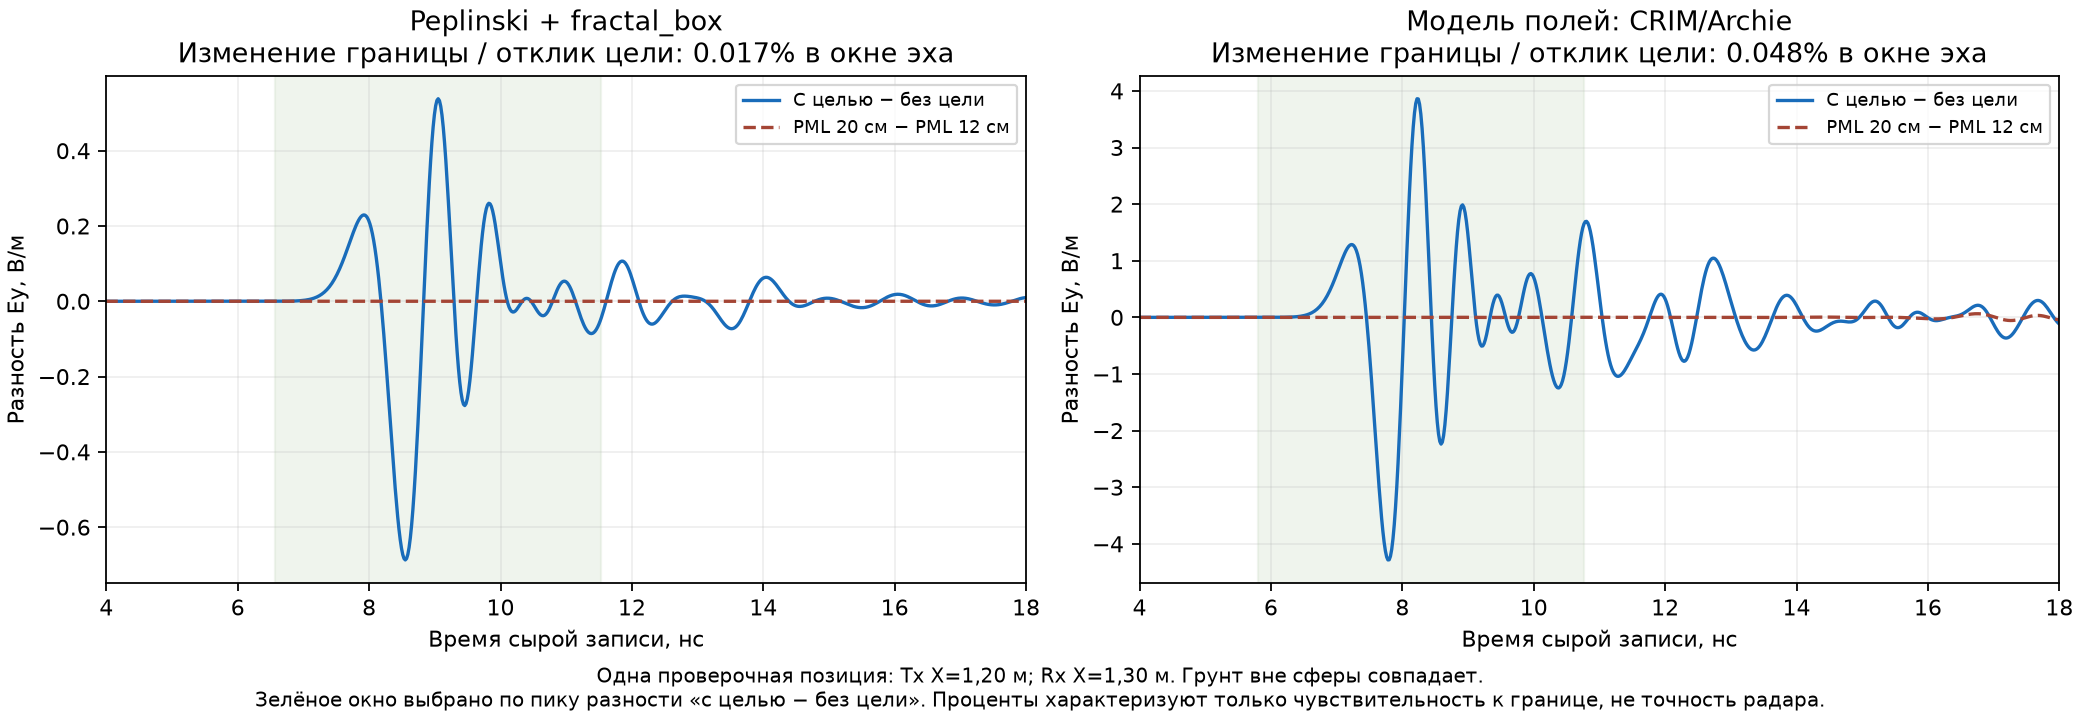 Peplinski + fractal_box
Изменение границы / отклик цели: 0.017% в окне эха
С целью − без цели
PML 20 см − PML 12 см
0.4
0.2
0.0
−0.2
−0.4
−0.6
Разность Ey, В/м
4 6 8 10 12 14 16 18
Время сырой записи, нс
Модель полей: CRIM/Archie
Изменение границы / отклик цели: 0.048% в окне эха
С целью − без цели
PML 20 см − PML 12 см
4
3
2
1
0
−1
−2
−3
−4
Разность Ey, В/м
4 6 8 10 12 14 16 18
Время сырой записи, нс
Одна проверочная позиция: Tx X=1,20 м; Rx X=1,30 м. Грунт вне сферы совпадает.
Зелёное окно выбрано по пику разности «с целью − без цели». Проценты характеризуют только чувствительность к границе, не точность радара.